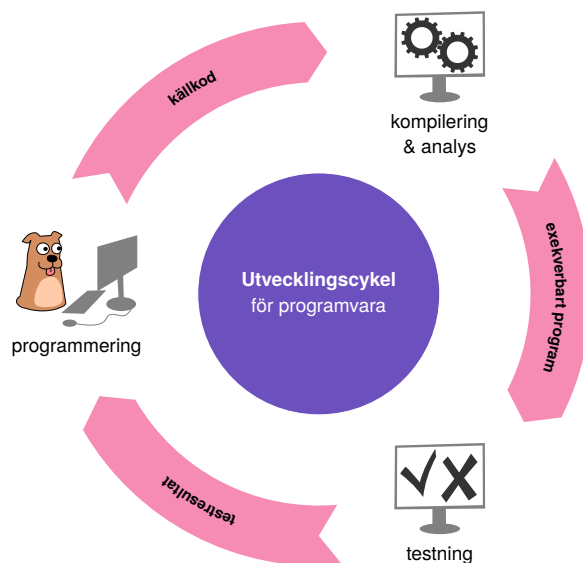 källkod
kompilering
& analys
exekverbart program
Utvecklingscykel
för programvara
programmering
testresultat
testning